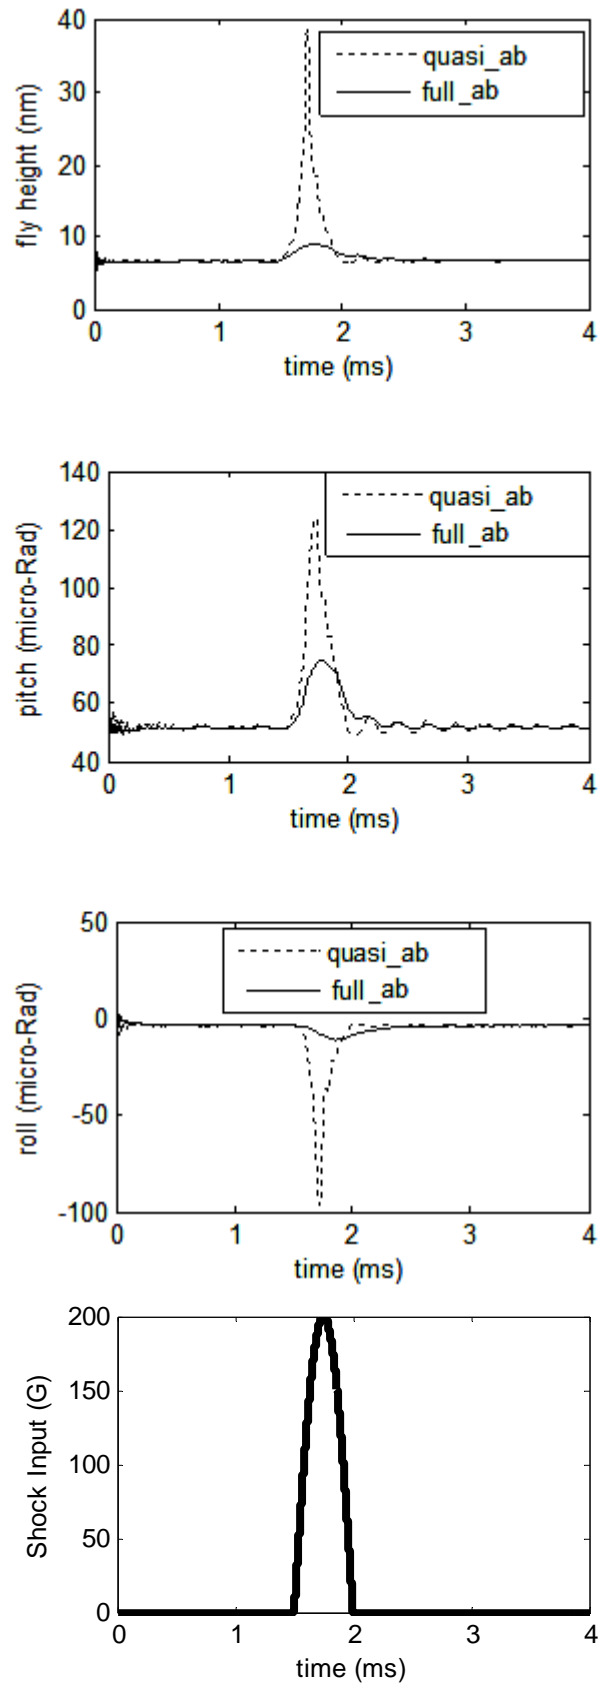 40
30
20
10
0
fly height (nm)
quasi_ab
full_ab
0 1 2 3 4
time (ms)
140
120
100
80
60
40
pitch (micro-Rad)
quasi_ab
full_ab
0 1 2 3 4
time (ms)
50
0
-50
-100
roll (micro-Rad)
quasi_ab
full_ab
0 1 2 3 4
time (ms)
200
150
100
50
0
Shock Input (G)
0 1 2 3 4
time (ms)